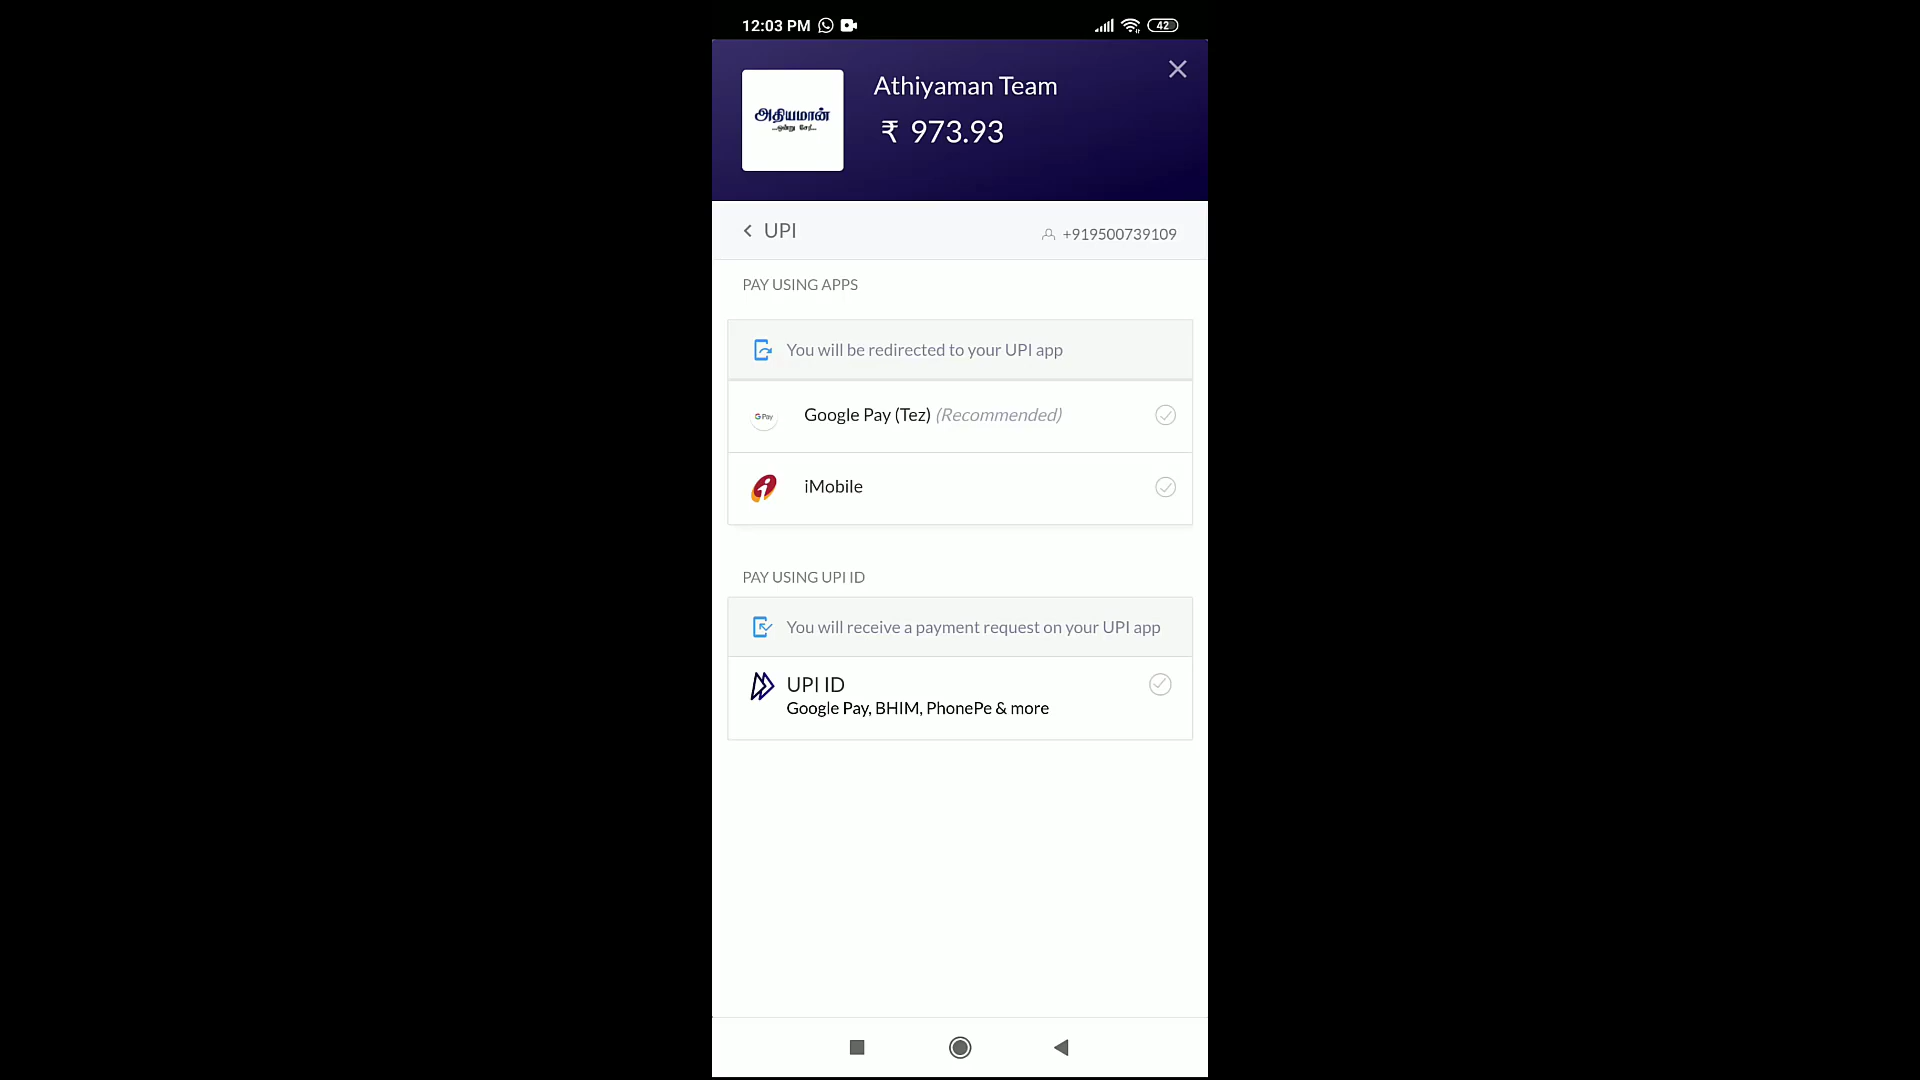 12:03 PM
42
Athiyaman Team
அதியமான்
₹ 973.93
UPI
+919500739109
PAY USING APPS
You will be redirected to your UPI app
G Pay
Google Pay (Tez) (Recommended)
iMobile
PAY USING UPI ID
You will receive a payment request on your UPI app
UPI ID
Google Pay, BHIM, PhonePe & more